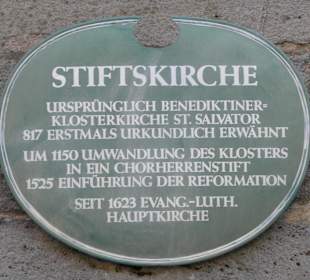 STIFTSKIRCHE
URSPRÜNGLICH BENEDIKTINER=
KLOSTERKIRCHE ST. SALVATOR
817 ERSTMALS URKUNDLICH ERWÄHNT
UM 1150 UMWANDLUNG DES KLOSTERS
IN EIN CHORHERRENSTIFT
1525 EINFÜHRUNG DER REFORMATION
SEIT 1623 EVANG.-LUTH.
HAUPTKIRCHE